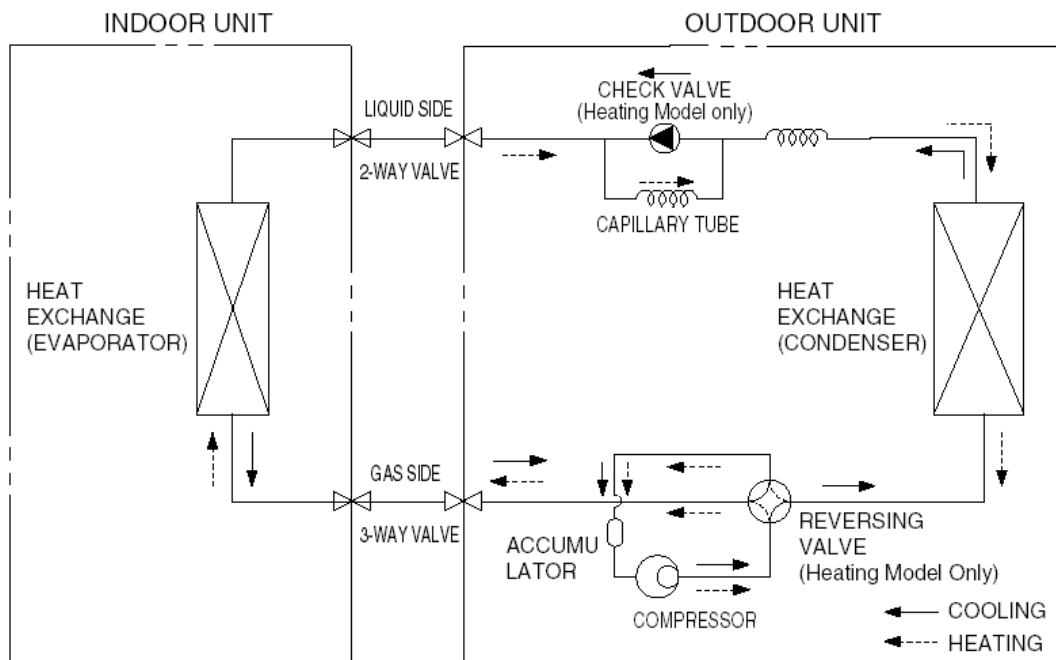 INDOOR UNIT
OUTDOOR UNIT
LIQUID SIDE
2-WAY VALVE
CHECK VALVE
(Heating Model only)
CAPILLARY TUBE
HEAT
EXCHANGE
(EVAPORATOR)
HEAT
EXCHANGE
(CONDENSER)
GAS SIDE
3-WAY VALVE
ACCUMU
LATOR
COMPRESSOR
REVERSING
VALVE
(Heating Model Only)
COOLING
HEATING